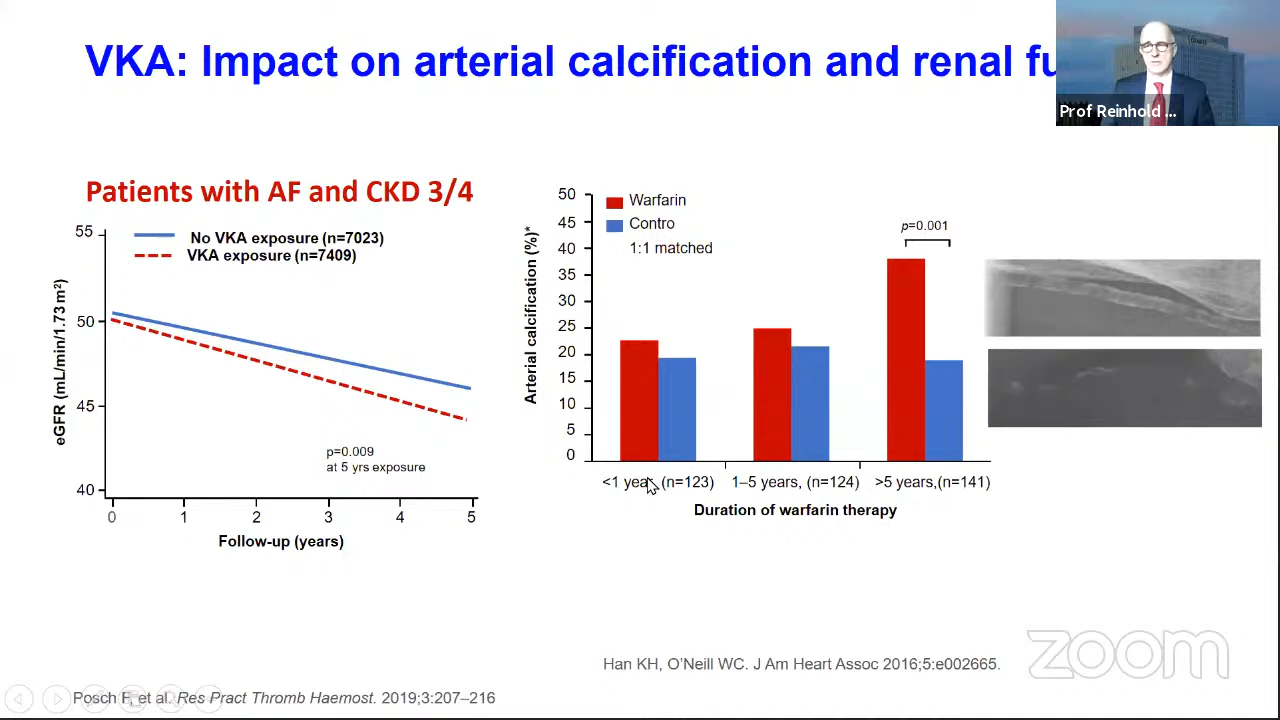 VKA: Impact on arterial calcification and renal fu
Prof Reinhold ...
Patients with AF and CKD 3/4
55
50
45
40
eGFR (mL/min/1.73 m²)
No VKA exposure (n=7023)
VKA exposure (n=7409)
p=0.009
at 5 yrs exposure
0 1 2 3 4 5
Follow-up (years)
50
45
40
35
30
25
20
15
10
5
0
Arterial calcification (%)*
Warfarin
Contro
1:1 matched
p=0.001
<1 year, (n=123) 1–5 years, (n=124) >5 years,(n=141)
Duration of warfarin therapy
zoom
Han KH, O'Neill WC. J Am Heart Assoc 2016;5:e002665.
Posch F, et al. Res Pract Thromb Haemost. 2019;3:207–216